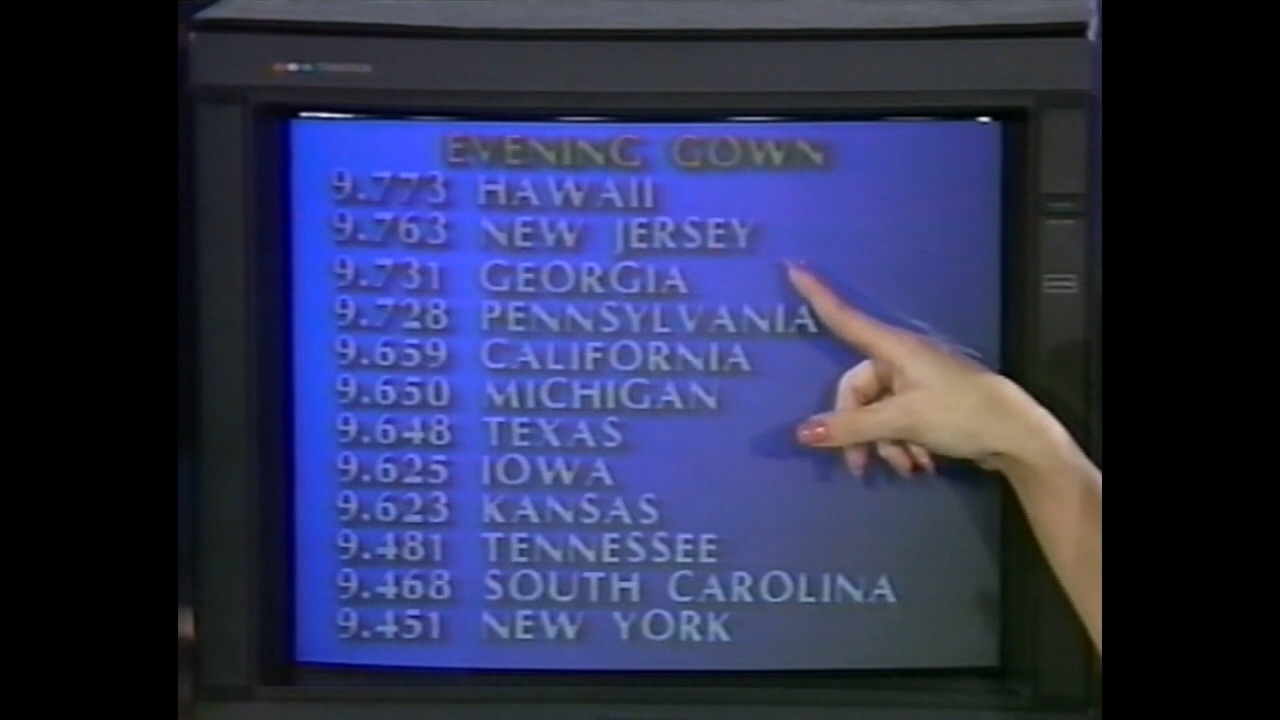 EVENING GOWN
9.773 HAWAII
9.763 NEW JERSEY
9.731 GEORGIA
9.728 PENNSYLVANIA
9.659 CALIFORNIA
9.650 MICHIGAN
9.648 TEXAS
9.625 IOWA
9.623 KANSAS
9.481 TENNESSEE
9.468 SOUTH CAROLINA
9.451 NEW YORK